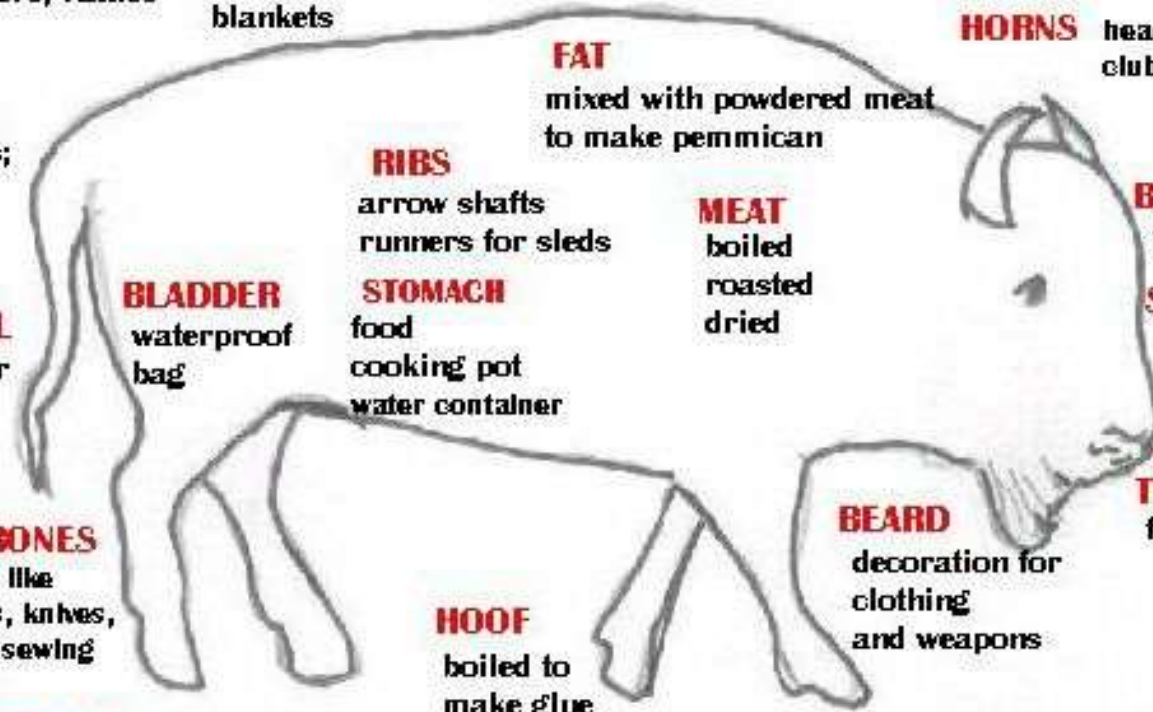 blankets
HORNS
FAT
mixed with powdered meat
to make pemmican
RIBS
arrow shafts
runners for sleds
MEAT
boiled
roasted
dried
BLADDER
waterproof
bag
STOMACH
food
cooking pot
water container
BONES
like
knives,
sewing
HOOF
boiled to
make glue
BEARD
decoration for
clothing
and weapons